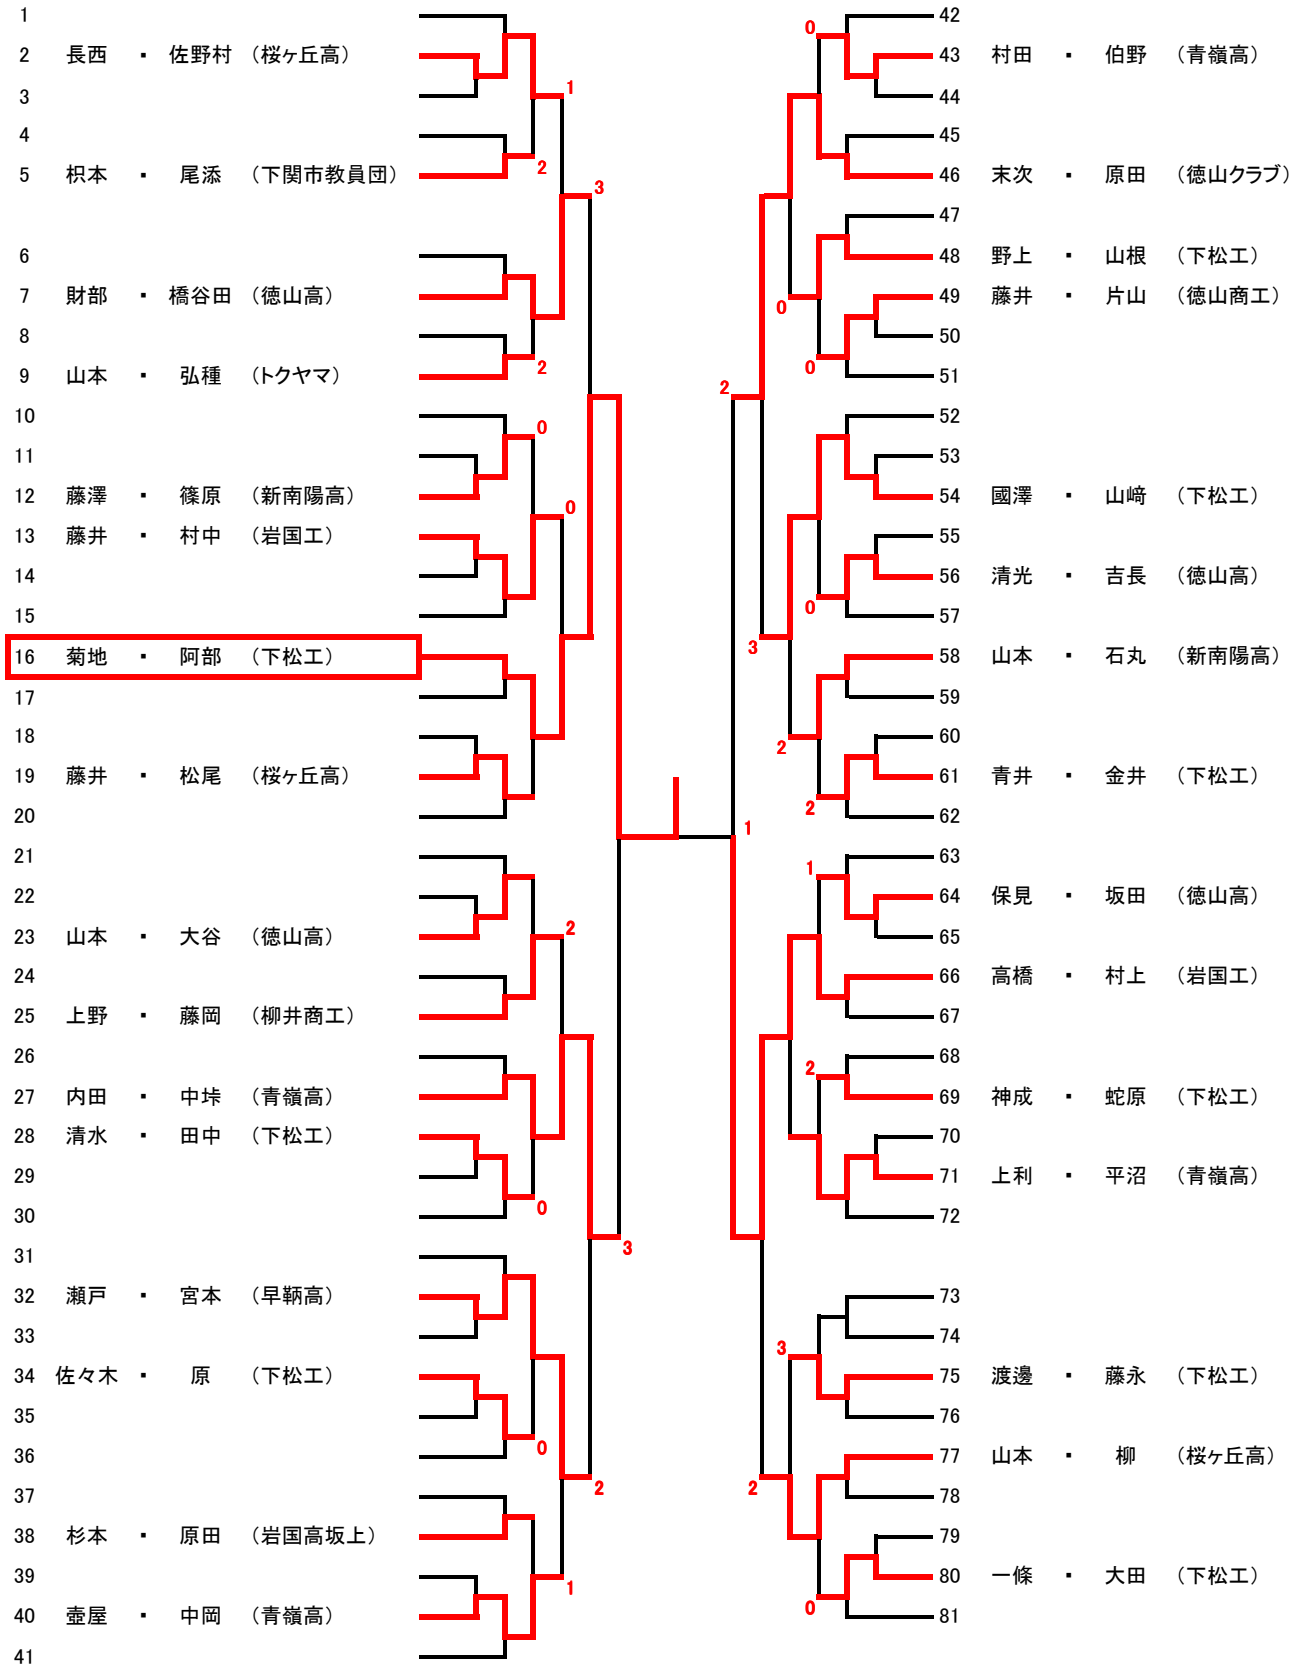 1
2 長西 ・ 佐野村 (桜ヶ丘高)
3
4
5 枳本 ・ 尾添 (下関市教員団)
6
7 財部 ・ 橋谷田 (徳山高)
8
9 山本 ・ 弘種 (トクヤマ)
10
11
12 藤澤 ・ 篠原 (新南陽高)
13 藤井 ・ 村中 (岩国工)
14
15
16 菊地 ・ 阿部 (下松工)
17
18
19 藤井 ・ 松尾 (桜ヶ丘高)
20
21
22
23 山本 ・ 大谷 (徳山高)
24
25 上野 ・ 藤岡 (柳井商工)
26
27 内田 ・ 中垰 (青嶺高)
28 清水 ・ 田中 (下松工)
29
30
31
32 瀬戸 ・ 宮本 (早鞆高)
33
34 佐々木 ・ 原 (下松工)
35
36
37
38 杉本 ・ 原田 (岩国高坂上)
39
40 壺屋 ・ 中岡 (青嶺高)
41
1
2
3
2
0
0
2
0
3
0
2
1
42
43 村田 ・ 伯野 (青嶺高)
44
45
46 末次 ・ 原田 (徳山クラブ)
47
48 野上 ・ 山根 (下松工)
49 藤井 ・ 片山 (徳山商工)
50
51
52
53
54 國澤 ・ 山﨑 (下松工)
55
56 清光 ・ 吉長 (徳山高)
57
58 山本 ・ 石丸 (新南陽高)
59
60
61 青井 ・ 金井 (下松工)
62
63
64 保見 ・ 坂田 (徳山高)
65
66 高橋 ・ 村上 (岩国工)
67
68
69 神成 ・ 蛇原 (下松工)
70
71 上利 ・ 平沼 (青嶺高)
72
73
74
75 渡邊 ・ 藤永 (下松工)
76
77 山本 ・ 柳 (桜ヶ丘高)
78
79
80 一條 ・ 大田 (下松工)
81
0
0
0
2
0
3
2
2
1
1
2
3
2
0